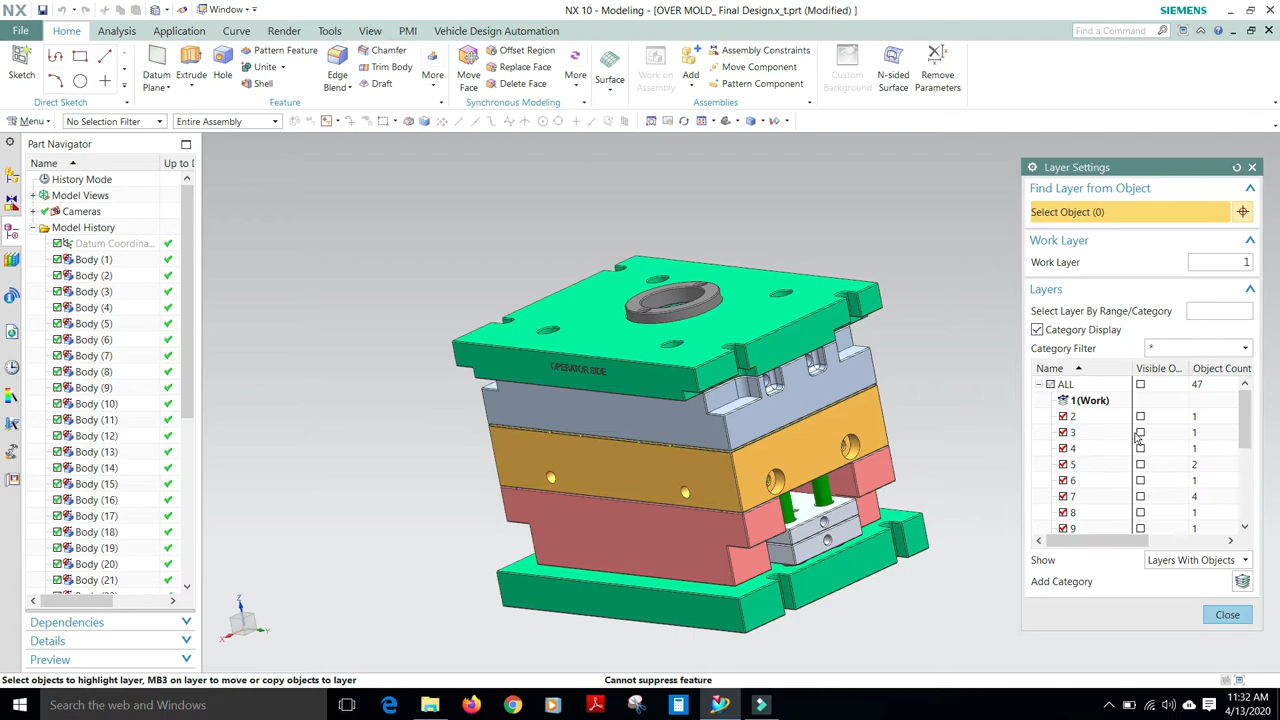 NX
Window
NX 10 - Modeling - [OVER MOLD_ Final Design.x_t.prt (Modified) ]
SIEMENS
File
Home
Analysis
Application
Curve
Render
Tools
View
PMI
Vehicle Design Automation
Find a Command
Sketch
Direct Sketch
Datum Plane
Extrude
Hole
Pattern Feature
Unite
Shell
Edge Blend
Chamfer
Trim Body
Draft
More
Feature
Move Face
Offset Region
Replace Face
Delete Face
More
Synchronous Modeling
Surface
Work on Assembly
Add
Assembly Constraints
Move Component
Pattern Component
Assemblies
Custom Background
N-sided Surface
Remove Parameters
Menu
No Selection Filter
Entire Assembly
Part Navigator
Name
Up to D
History Mode
Model Views
Cameras
Model History
Datum Coordina...
Body (1)
Body (2)
Body (3)
Body (4)
Body (5)
Body (6)
Body (7)
Body (8)
Body (9)
Body (10)
Body (11)
Body (12)
Body (13)
Body (14)
Body (15)
Body (16)
Body (17)
Body (18)
Body (19)
Body (20)
Body (21)
Dependencies
Details
Preview
OPERATOR SIDE
X
Y
Z
Layer Settings
Find Layer from Object
Select Object (0)
Work Layer
Work Layer 1
Layers
Select Layer By Range/Category
Category Display
Category Filter *
Name Visible O... Object Count
ALL 47
1(Work)
2 1
3 1
4 1
5 2
6 1
7 4
8 1
9 1
Show Layers With Objects
Add Category
Close
Select objects to highlight layer, MB3 on layer to move or copy objects to layer
Cannot suppress feature
Search the web and Windows
11:32 AM
4/13/2020